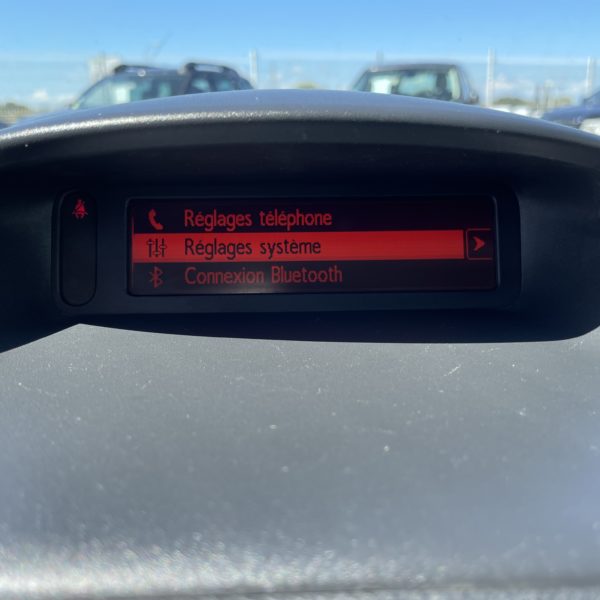 Réglages téléphone
Réglages système
Connexion Bluetooth